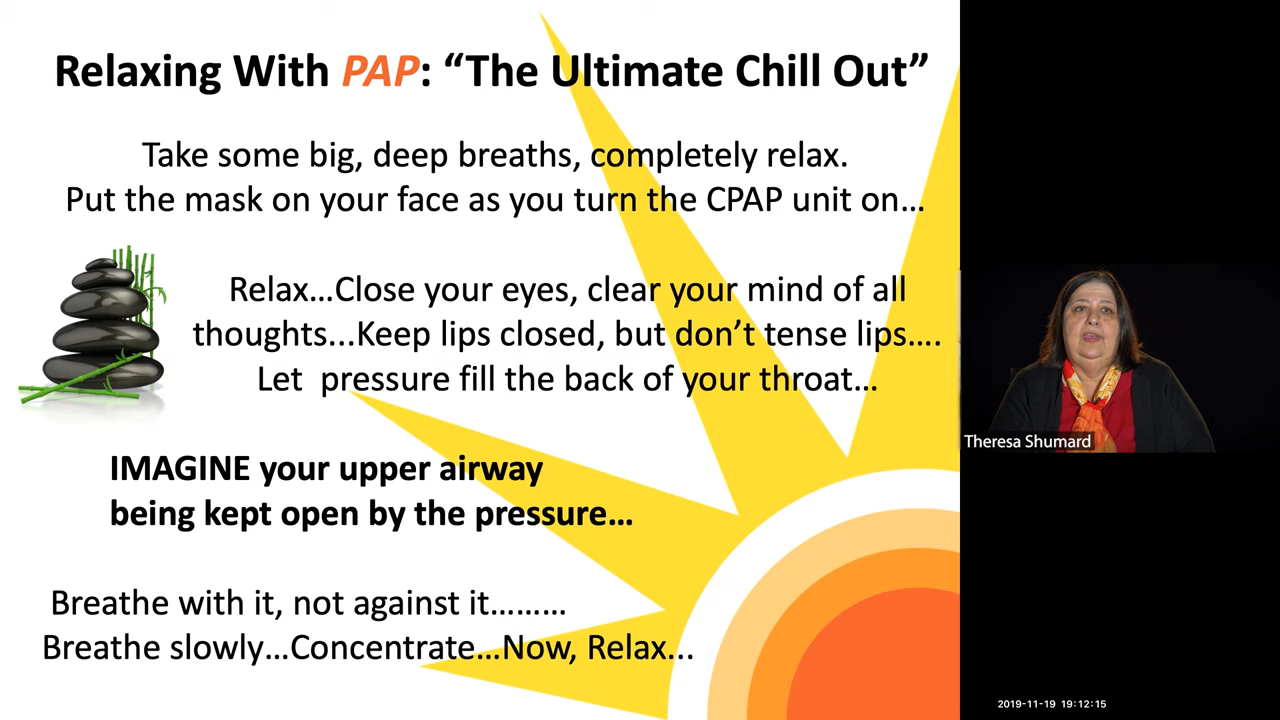 Relaxing With PAP: “The Ultimate Chill Out”
Take some big, deep breaths, completely relax.
Put the mask on your face as you turn the CPAP unit on…
Relax…Close your eyes, clear your mind of all
thoughts...Keep lips closed, but don’t tense lips….
Let  pressure fill the back of your throat…
IMAGINE your upper airway
being kept open by the pressure…
Breathe with it, not against it………
Breathe slowly…Concentrate…Now, Relax...
Theresa Shumard
2019-11-19 19:12:15